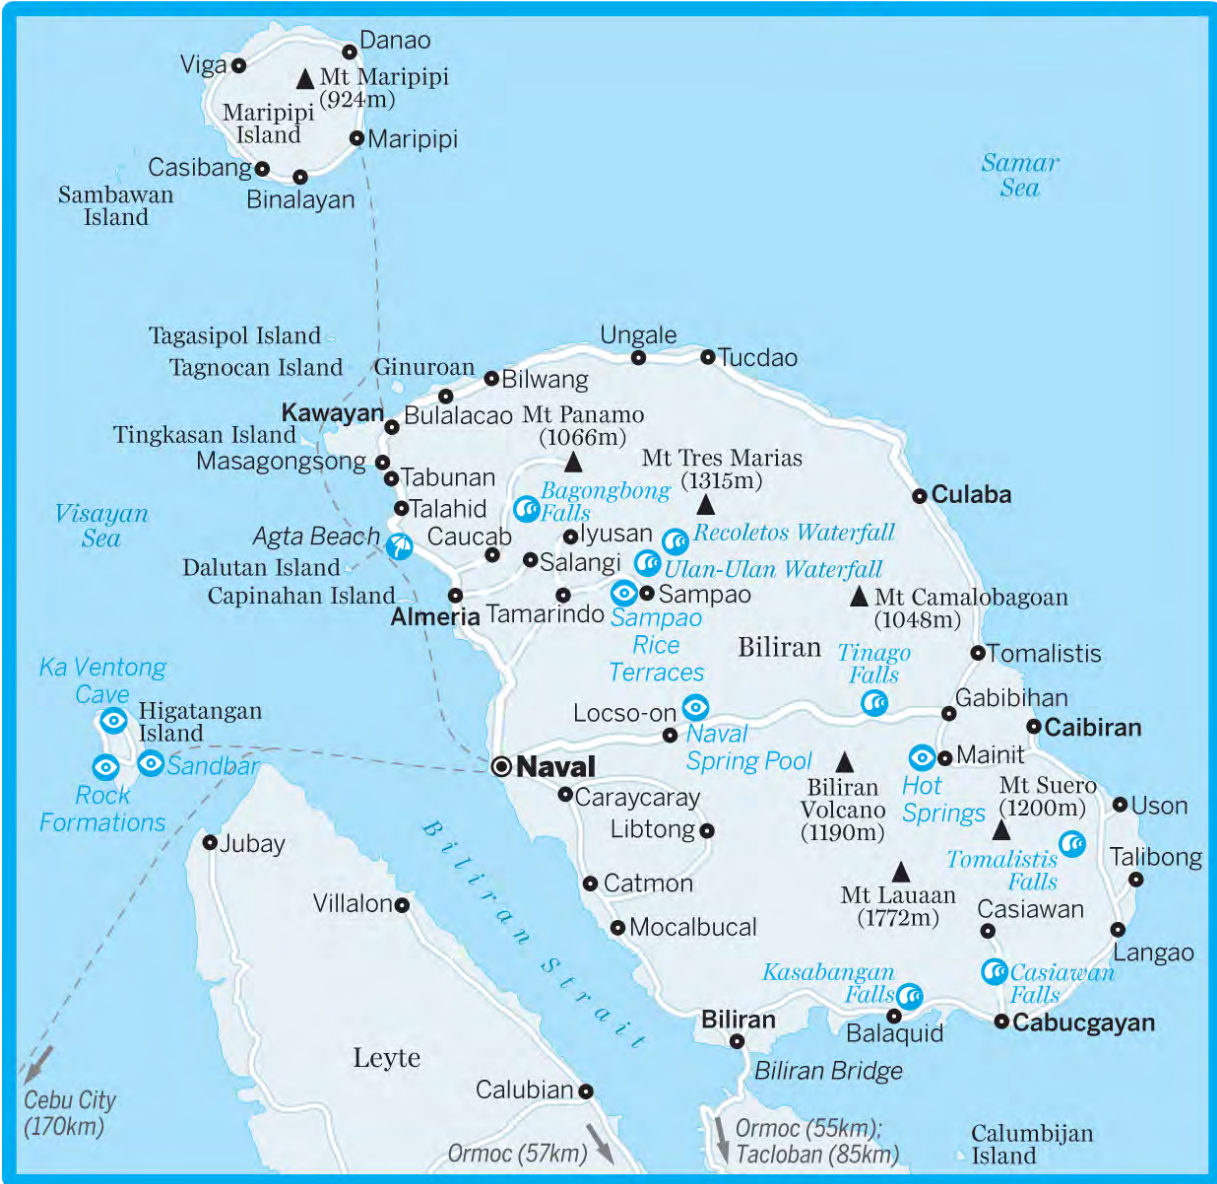 Danao
Viga
Mt Maripipi
(924m)
Maripipi
Island
Maripipi
Casibang
Binalayan
Sambawan
Island
Samar
Sea
Tagasipol Island
Tagnocan Island
Ginuroan
Ungale
Tucdao
Bilwang
Kawayan
Bulalacao
Mt Panamo
(1066m)
Tingkasan Island
Masagongsong
Mt Tres Marias
(1315m)
Tabunan
Bagongbong
Falls
Culaba
Talahid
Visayan
Sea
Agta Beach
Caucab
Iyusan
Recoletos Waterfall
Salangi
Ulan-Ulan Waterfall
Dalutan Island
Capinahan Island
Almeria
Tamarindo
Sampao
Sampao
Rice
Terraces
Mt Camalobagoan
(1048m)
Biliran
Tinago
Falls
Tomalistis
Ka Ventong
Cave
Higatangan
Island
Gabibihan
Locso-on
Naval
Spring Pool
Caibiran
Naval
Sandbar
Rock
Formations
Mainit
Hot
Springs
Biliran
Volcano
(1190m)
Mt Suero
(1200m)
Caraycaray
Libtong
Uson
Jubay
Biliran Strait
Tomalistis
Falls
Talibong
Catmon
Mt Lauaan
(1772m)
Villalon
Casiawan
Mocalbucal
Langao
Kasabangan
Falls
Casiawan
Falls
Biliran
Balaquid
Cabucgayan
Leyte
Biliran Bridge
Calubian
Cebu City
(170km)
Ormoc (57km)
Ormoc (55km);
Tacloban (85km)
Calumbijan
Island